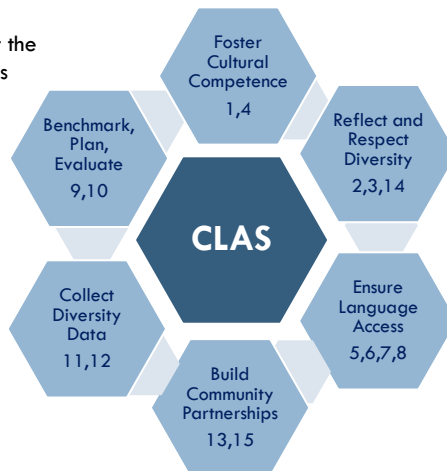 the
s
Foster
Cultural
Competence
1,4
Reflect and
Respect
Diversity
2,3,14
Ensure
Language
Access
5,6,7,8
Build
Community
Partnerships
13,15
Collect
Diversity
Data
11,12
Benchmark,
Plan,
Evaluate
9,10
CLAS